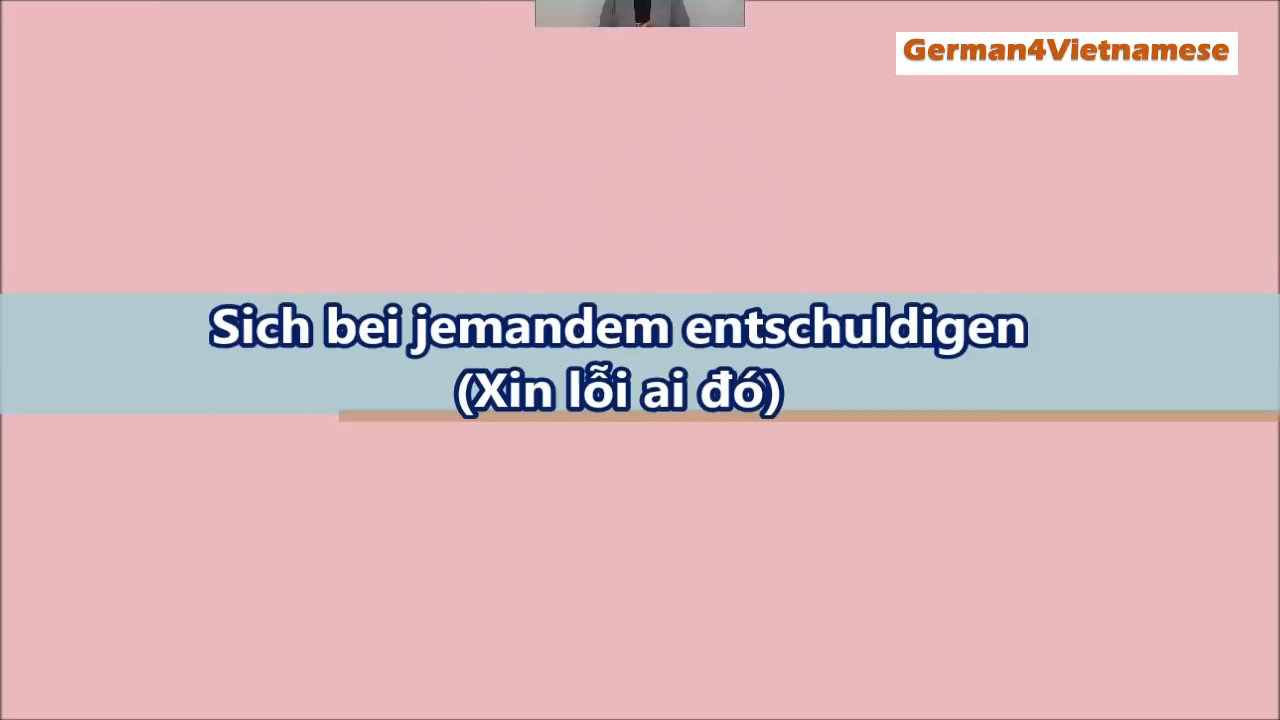 German4Vietnamese
Sich bei jemandem entschuldigen
(Xin lỗi ai đó)